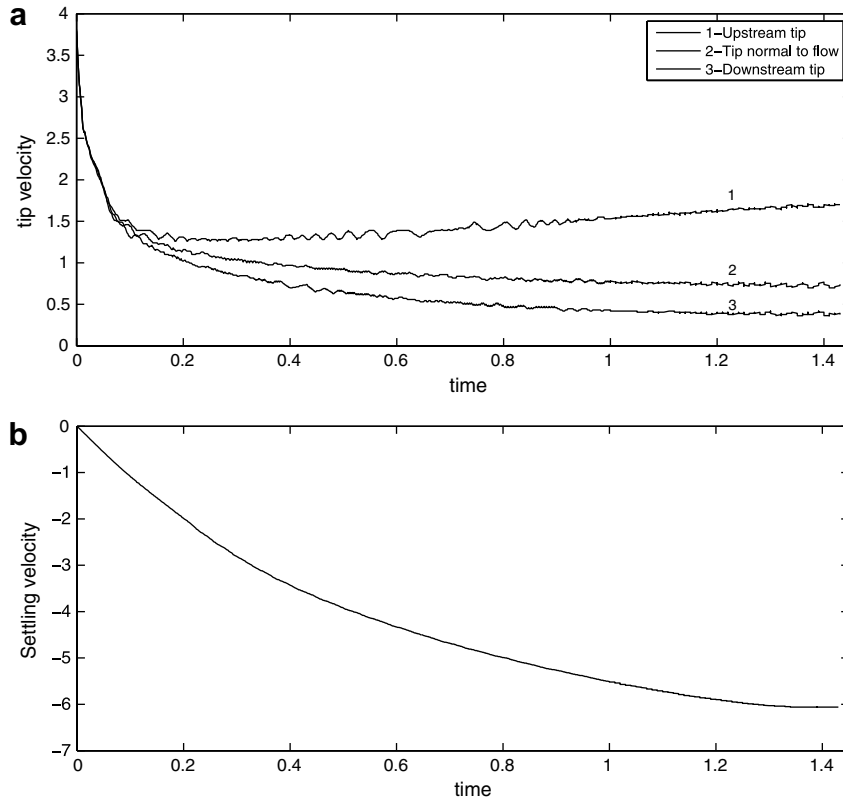 a
4
3.5
3
2.5
2
1.5
1
0.5
0
tip velocity
1–Upstream tip
2–Tip normal to flow
3–Downstream tip
1
2
3
0 0.2 0.4 0.6 0.8 1 1.2 1.4
time
b
0
−1
−2
−3
−4
−5
−6
−7
Settling velocity
0 0.2 0.4 0.6 0.8 1 1.2 1.4
time